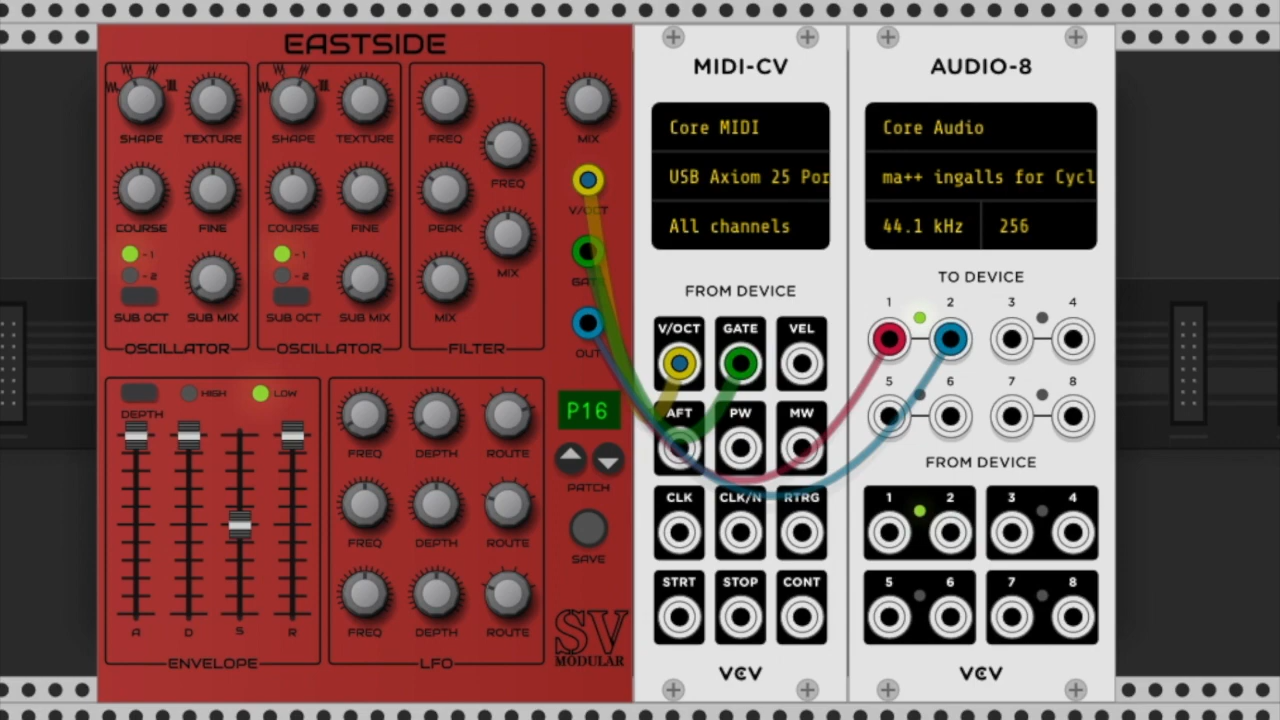 EASTSIDE
SHAPE TEXTURE
COURSE FINE
-1
-2
SUB OCT SUB MIX
OSCILLATOR
SHAPE TEXTURE
COURSE FINE
-1
-2
SUB OCT SUB MIX
OSCILLATOR
FREQ
FREQ
PEAK
MIX
MIX
FILTER
MIX
V/OCT
GATE
OUT
HIGH LOW
DEPTH
A D S R
ENVELOPE
FREQ DEPTH ROUTE
FREQ DEPTH ROUTE
FREQ DEPTH ROUTE
LFO
P16
PATCH
SAVE
SV
MODULAR
MIDI-CV
Core MIDI
USB Axiom 25 Por
All channels
FROM DEVICE
V/OCT GATE VEL
AFT PW MW
CLK CLK/N RTRG
STRT STOP CONT
VCV
AUDIO-8
Core Audio
ma++ ingalls for Cycl
44.1 kHz 256
TO DEVICE
1 2 3 4
5 6 7 8
FROM DEVICE
1 2 3 4
5 6 7 8
VCV